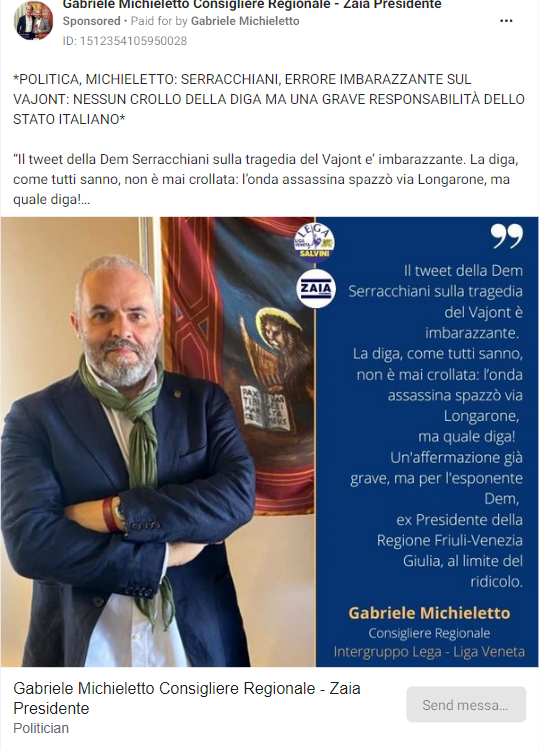 Gabriele Michieletto Consigliere Regionale - Zaia
Presidente
Sponsored • Paid for by Gabriele Michieletto
ID: 1512354105950028
*POLITICA, MICHIELETTO: SERRACCHIANI, ERRORE IMBARAZZANTE SUL
VAJONT: NESSUN CROLLO DELLA DIGA MA UNA GRAVE RESPONSABILITÀ DELLO
STATO ITALIANO*
“Il tweet della Dem Serracchiani sulla tragedia del Vajont e’ imbarazzante. La diga,
come tutti sanno, non è mai crollata: l’onda assassina spazzò via Longarone, ma
quale diga!…
LEGA
LIGA VENETA
SALVINI
ZAIA
”
Il tweet della Dem
Serracchiani sulla tragedia
del Vajont è
imbarazzante.
La diga, come tutti sanno,
non è mai crollata: l’onda
assassina spazzò via
Longarone,
ma quale diga!
Un'affermazione già
grave, ma per l'esponente
Dem,
ex Presidente della
Regione Friuli-Venezia
Giulia, al limite del
ridicolo.
PAX
TIBI
MAR
CE
Gabriele Michieletto
Consigliere Regionale
Intergruppo Lega - Liga Veneta
Gabriele Michieletto Consigliere Regionale - Zaia
Presidente
Politician
Send messa...